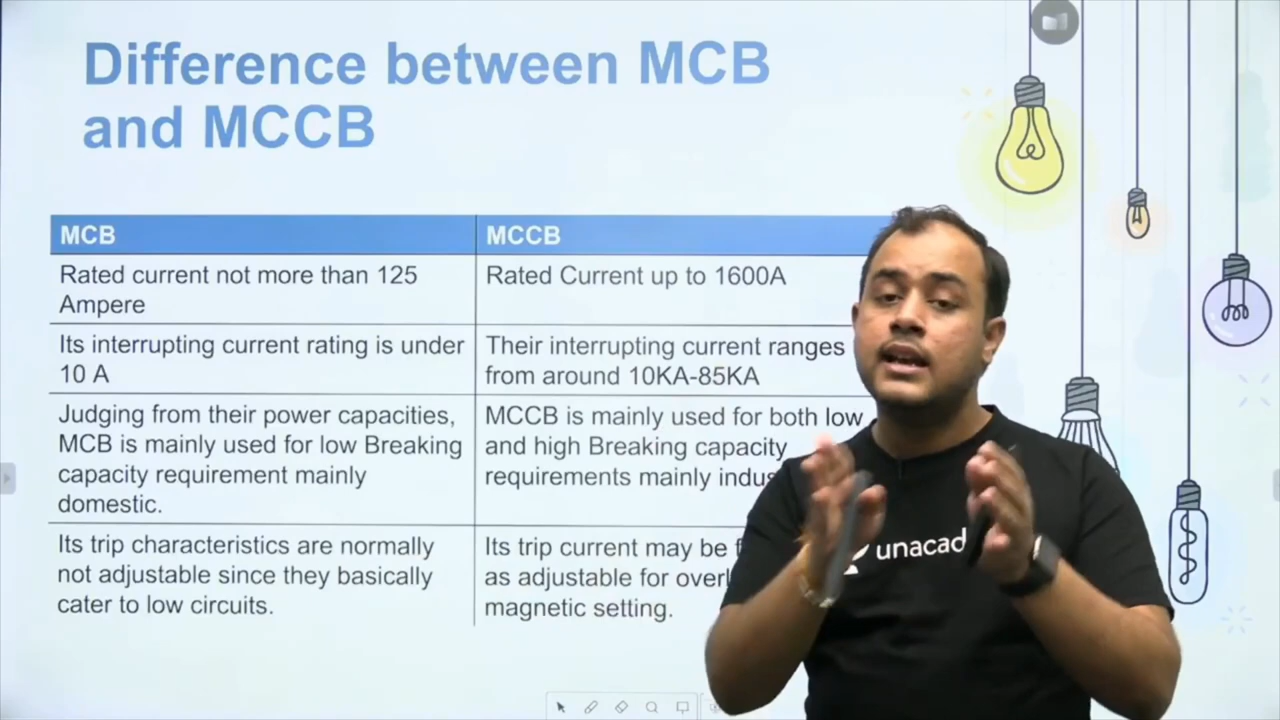 Difference between MCB
and MCCB
MCB
MCCB
Rated current not more than 125
Ampere
Rated Current up to 1600A
Its interrupting current rating is under
10 A
Their interrupting current ranges
from around 10KA-85KA
Judging from their power capacities,
MCB is mainly used for low Breaking
capacity requirement mainly
domestic.
MCCB is mainly used for both low
and high Breaking capacity
requirements mainly indus
Its trip characteristics are normally
not adjustable since they basically
cater to low circuits.
Its trip current may be f
as adjustable for over
magnetic setting.
unacad